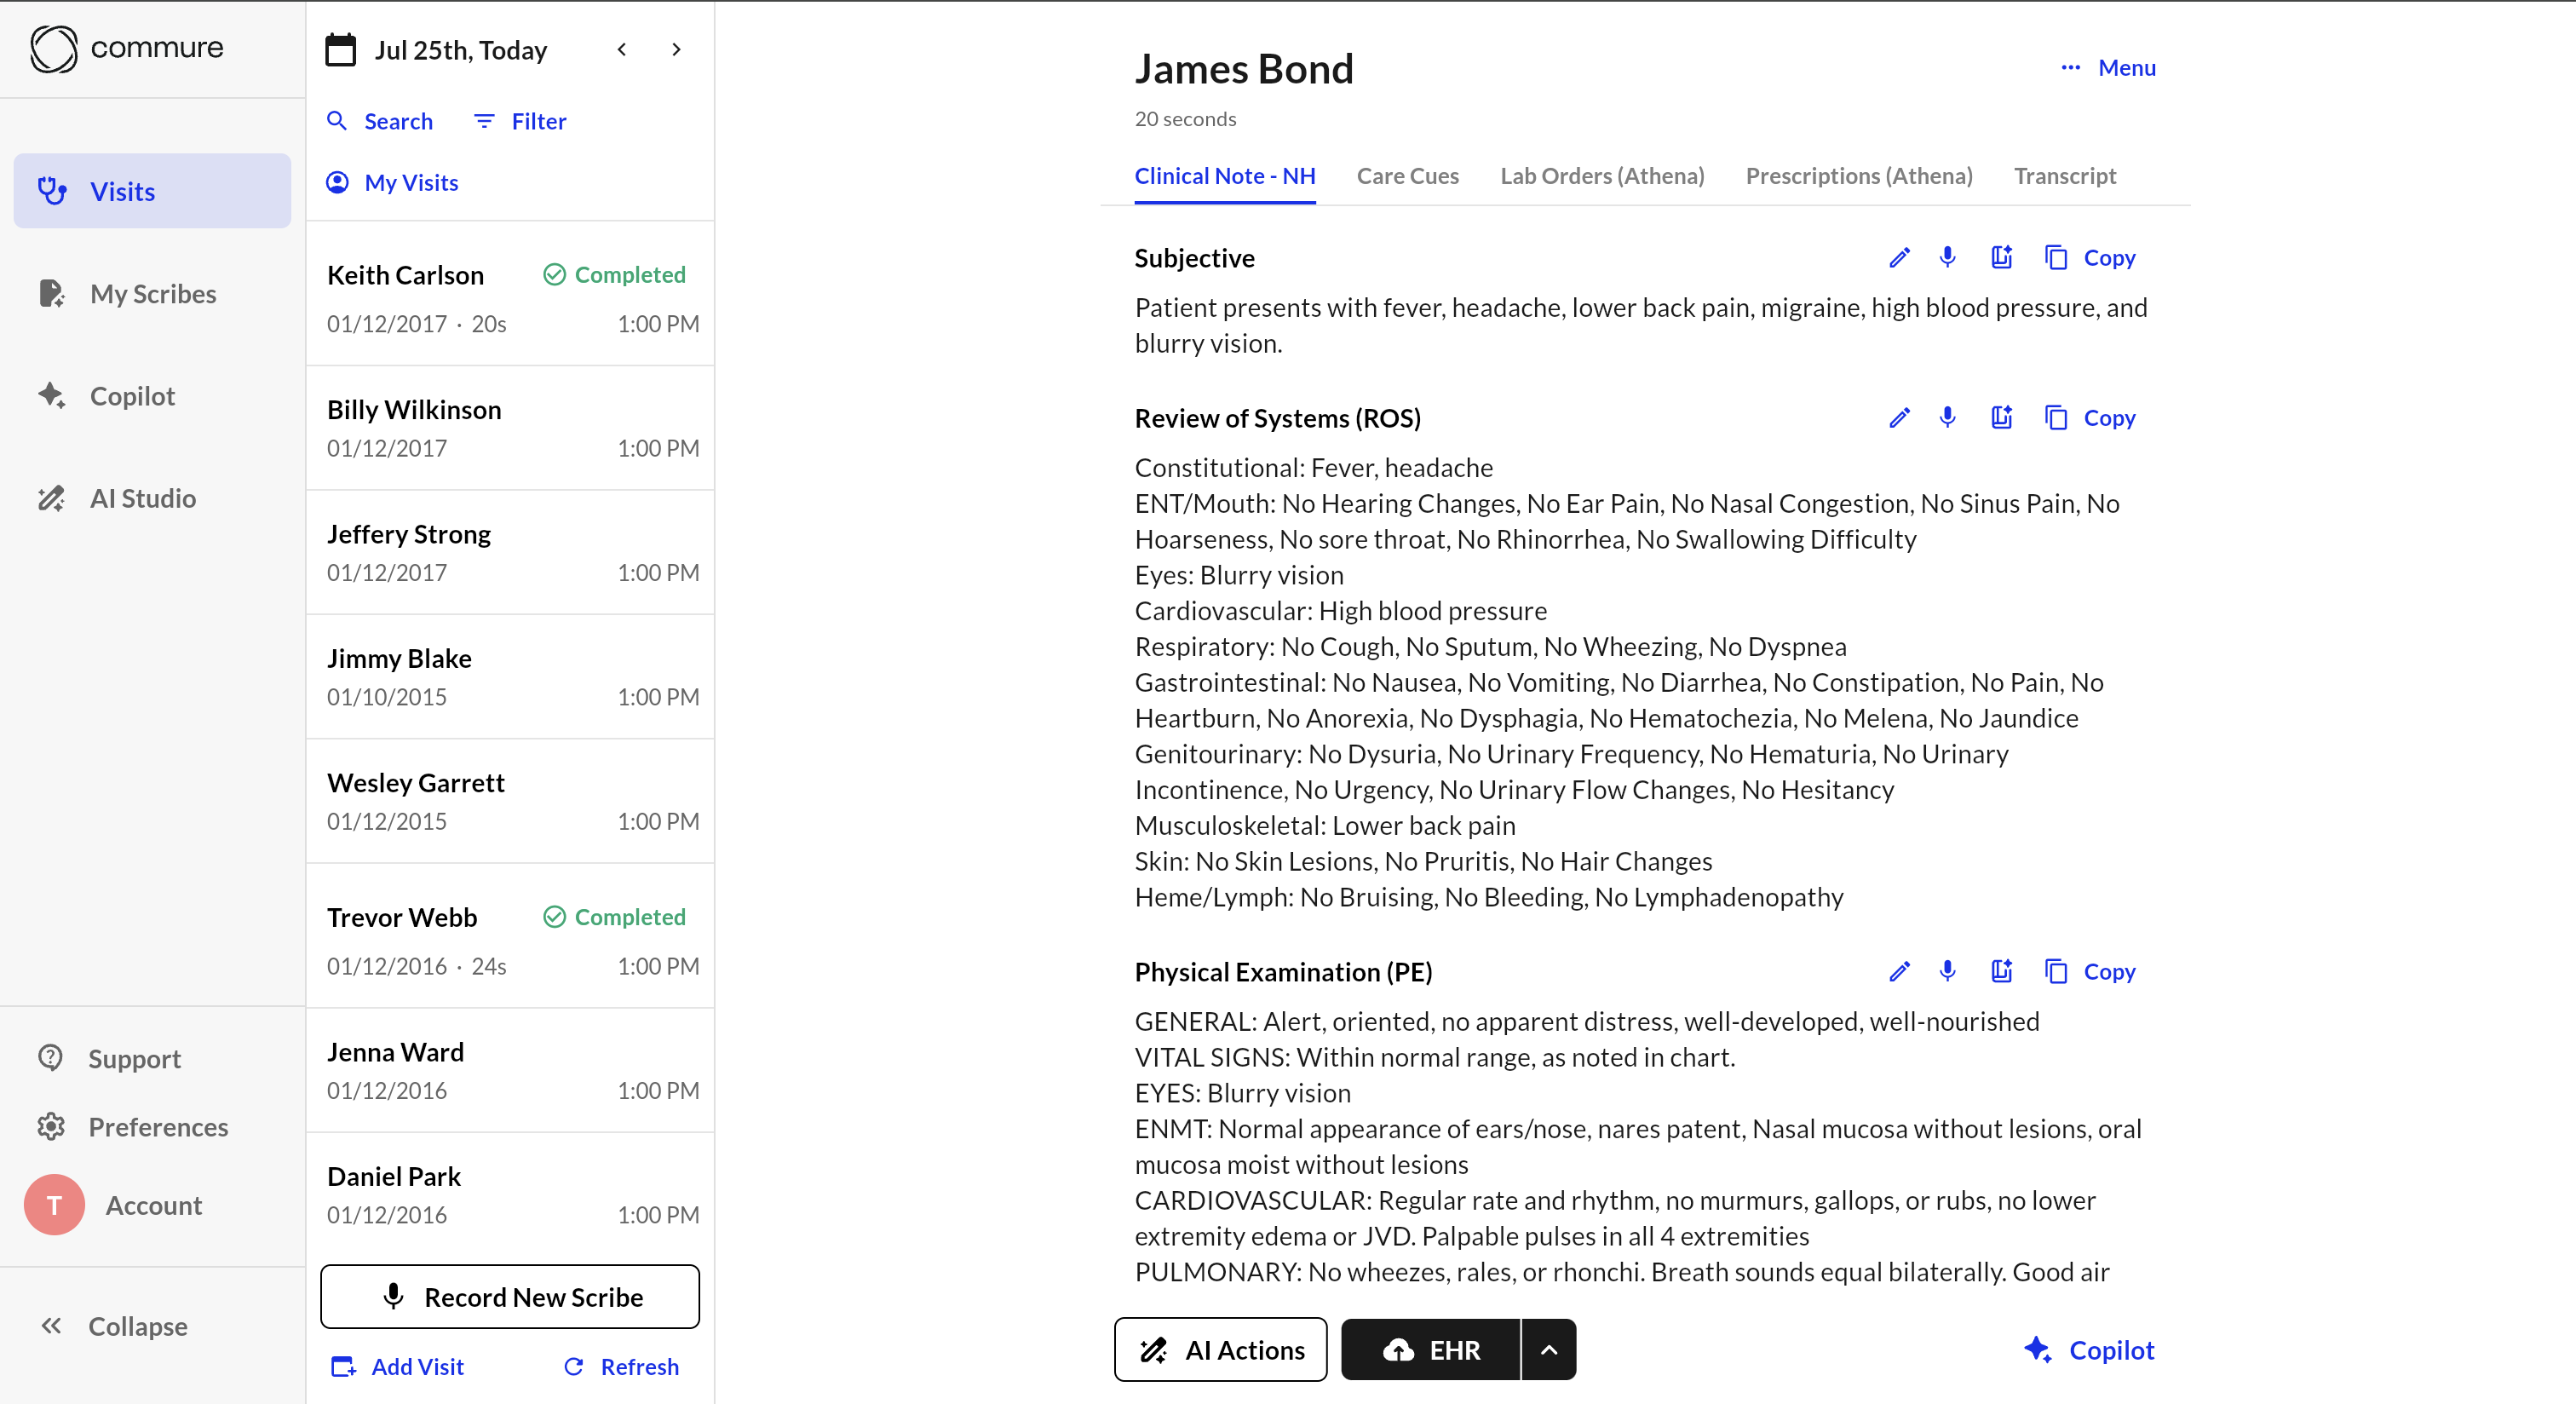 commure
Visits
My Scribes
Copilot
AI Studio
Support
Preferences
T Account
Collapse
Jul 25th, Today
Search Filter
My Visits
Keith Carlson Completed
01/12/2017 · 20s 1:00 PM
Billy Wilkinson
01/12/2017 1:00 PM
Jeffery Strong
01/12/2017 1:00 PM
Jimmy Blake
01/10/2015 1:00 PM
Wesley Garrett
01/12/2015 1:00 PM
Trevor Webb Completed
01/12/2016 · 24s 1:00 PM
Jenna Ward
01/12/2016 1:00 PM
Daniel Park
01/12/2016 1:00 PM
Record New Scribe
Add Visit Refresh
James Bond
Menu
20 seconds
Clinical Note - NH Care Cues Lab Orders (Athena) Prescriptions (Athena) Transcript
Subjective Copy
Patient presents with fever, headache, lower back pain, migraine, high blood pressure, and
blurry vision.
Review of Systems (ROS) Copy
Constitutional: Fever, headache
ENT/Mouth: No Hearing Changes, No Ear Pain, No Nasal Congestion, No Sinus Pain, No
Hoarseness, No sore throat, No Rhinorrhea, No Swallowing Difficulty
Eyes: Blurry vision
Cardiovascular: High blood pressure
Respiratory: No Cough, No Sputum, No Wheezing, No Dyspnea
Gastrointestinal: No Nausea, No Vomiting, No Diarrhea, No Constipation, No Pain, No
Heartburn, No Anorexia, No Dysphagia, No Hematochezia, No Melena, No Jaundice
Genitourinary: No Dysuria, No Urinary Frequency, No Hematuria, No Urinary
Incontinence, No Urgency, No Urinary Flow Changes, No Hesitancy
Musculoskeletal: Lower back pain
Skin: No Skin Lesions, No Pruritis, No Hair Changes
Heme/Lymph: No Bruising, No Bleeding, No Lymphadenopathy
Physical Examination (PE) Copy
GENERAL: Alert, oriented, no apparent distress, well-developed, well-nourished
VITAL SIGNS: Within normal range, as noted in chart.
EYES: Blurry vision
ENMT: Normal appearance of ears/nose, nares patent, Nasal mucosa without lesions, oral
mucosa moist without lesions
CARDIOVASCULAR: Regular rate and rhythm, no murmurs, gallops, or rubs, no lower
extremity edema or JVD. Palpable pulses in all 4 extremities
PULMONARY: No wheezes, rales, or rhonchi. Breath sounds equal bilaterally. Good air
AI Actions EHR Copilot